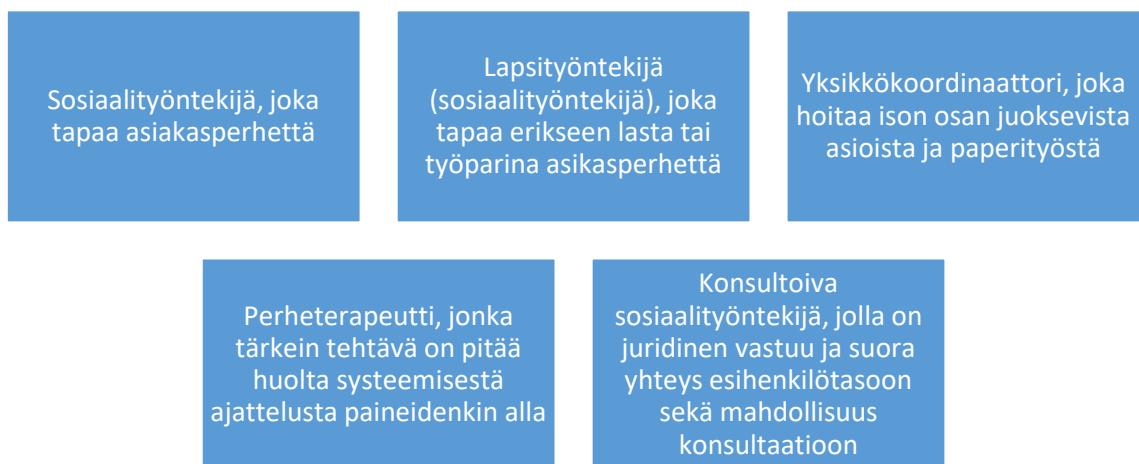 Sosiaalityöntekijä, joka
tapaa asiakasperhettä
Lapsityöntekijä
(sosiaalityöntekijä), joka
tapaa erikseen lasta tai
työparina asikasperhettä
Yksikkökoordinaattori, joka
hoitaa ison osan juoksevista
asioista ja paperityöstä
Perheterapeutti, jonka
tärkein tehtävä on pitää
huolta systeemisestä
ajattelusta paineidenkin alla
Konsultoiva
sosiaalityöntekijä, jolla on
juridinen vastuu ja suora
yhteys esihenkilötasoon
sekä mahdollisuus
konsultaatioon